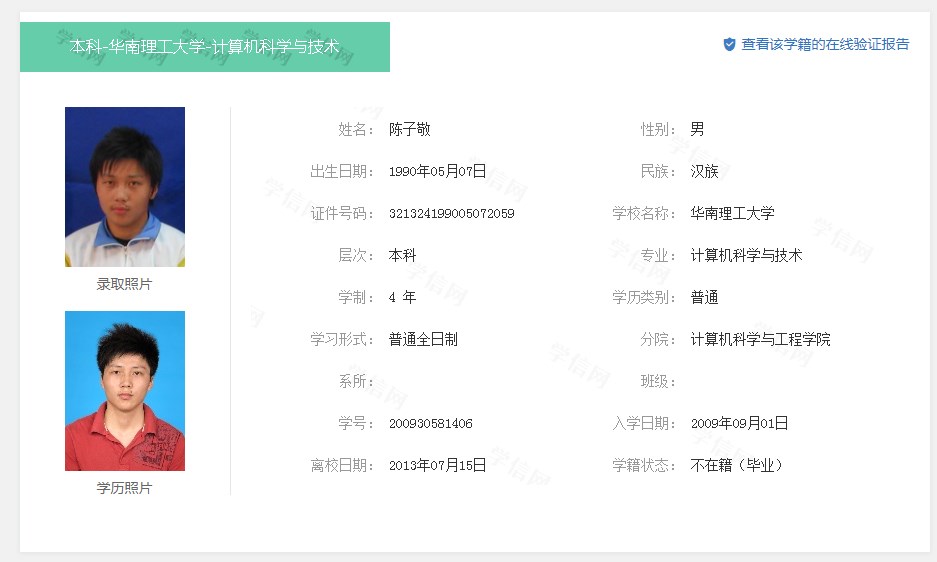 本科-华南理工大学-计算机科学与技术
查看该学籍的在线验证报告
姓名： 陈子敬 性别： 男
出生日期： 1990年05月07日 民族： 汉族
证件号码： 321324199005072059 学校名称： 华南理工大学
层次： 本科 专业： 计算机科学与技术
录取照片
学制： 4 年 学历类别： 普通
学习形式： 普通全日制 分院： 计算机科学与工程学院
系所： 班级：
学号： 200930581406 入学日期： 2009年09月01日
离校日期： 2013年07月15日 学籍状态： 不在籍（毕业）
学历照片
学信网